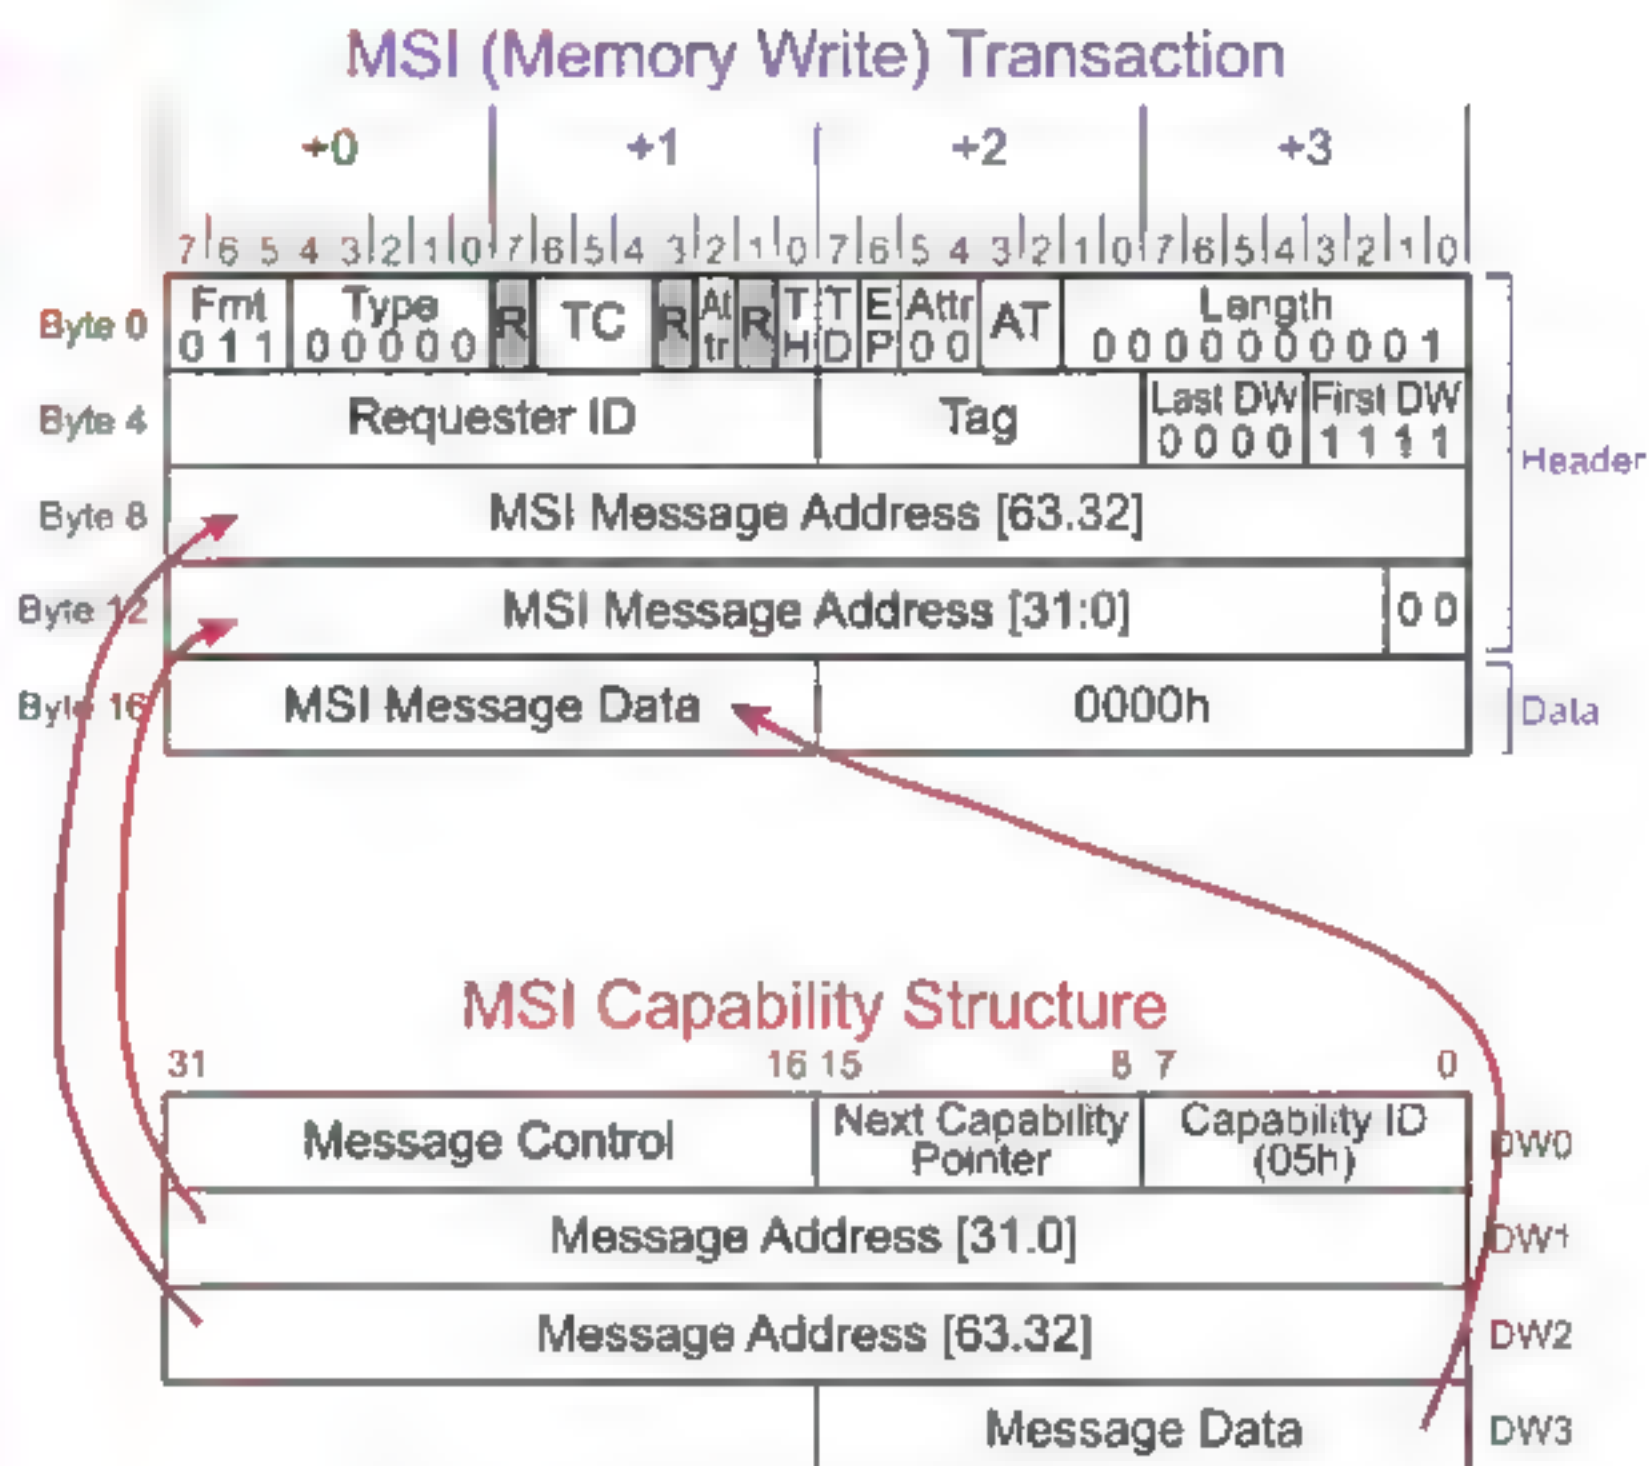 MSI (Memory Write) Transaction
+0 +1 +2 +3
7 6 5 4 3 2 1 0 7 6 5 4 3 2 1 0 7 6 5 4 3 2 1 0 7 6 5 4 3 2 1 0
Byte 0
Fmt
0 1 1
Type
0 0 0 0 0
R
TC
R
At
tr
R
T
H
T
D
E
P
Attr
0 0
AT
Length
0 0 0 0 0 0 0 0 0 1
Byte 4
Requester ID
Tag
Last DW
0 0 0 0
First DW
1 1 1 1
Header
Byte 8
MSI Message Address [63.32]
Byte 12
MSI Message Address [31:0]
0 0
Byte 16
MSI Message Data
0000h
Data
MSI Capability Structure
31 16 15 8 7 0
Message Control
Next Capability
Pointer
Capability ID
(05h)
DW0
Message Address [31.0]
DW1
Message Address [63.32]
DW2
Message Data
DW3